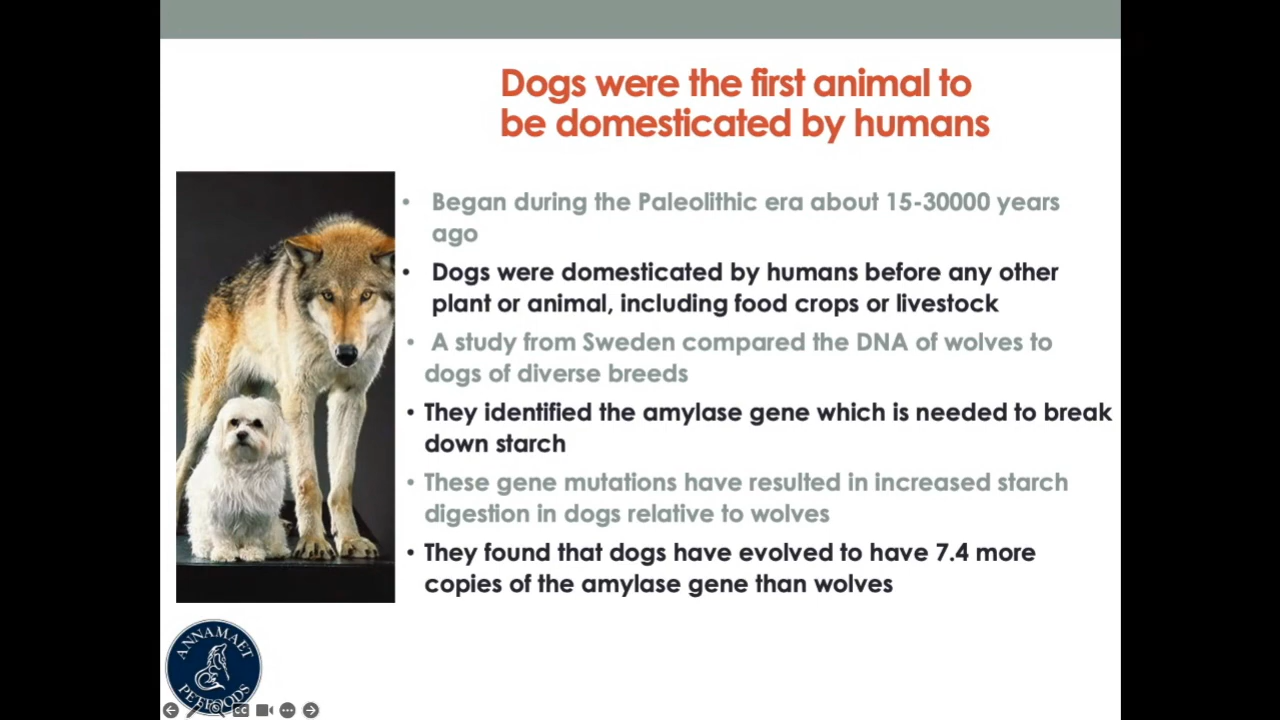 Dogs were the first animal to
be domesticated by humans
• Began during the Paleolithic era about 15-30000 years
ago
• Dogs were domesticated by humans before any other
plant or animal, including food crops or livestock
• A study from Sweden compared the DNA of wolves to
dogs of diverse breeds
• They identified the amylase gene which is needed to break
down starch
• These gene mutations have resulted in increased starch
digestion in dogs relative to wolves
• They found that dogs have evolved to have 7.4 more
copies of the amylase gene than wolves
ANNAMAET
PETFOODS
CC